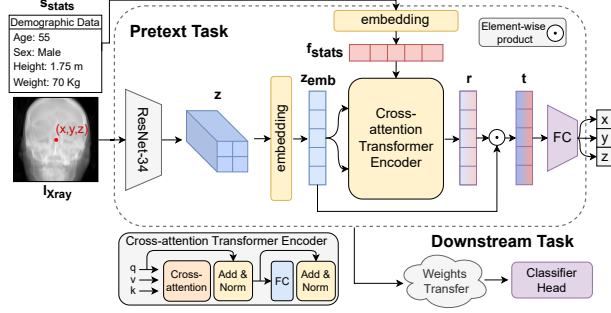 s_stats
Demographic Data
Age: 55
Sex: Male
Height: 1.75 m
Weight: 70 Kg
(x,y,z)
I_Xray
Pretext Task
ResNet-34
z
embedding
z_emb
embedding
f_stats
Cross-
attention
Transformer
Encoder
r
t
Element-wise
product
FC
x
y
z
Cross-attention Transformer Encoder
q
v
k
Cross-
attention
Add &
Norm
FC
Add &
Norm
Downstream Task
Weights
Transfer
Classifier
Head